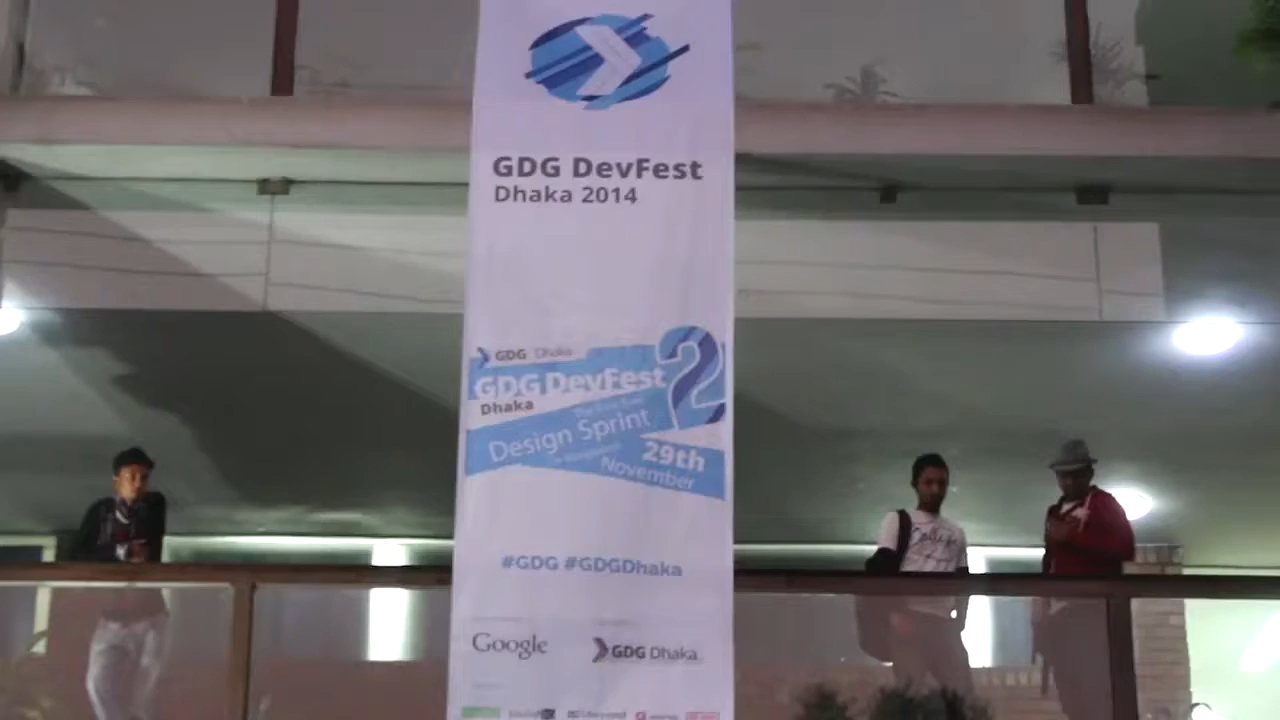 GDG DevFest
Dhaka 2014
GDG Dhaka
GDG DevFest 2
Dhaka
Design Sprint
29th
November
#GDG #GDGDhaka
Google
GDG Dhaka